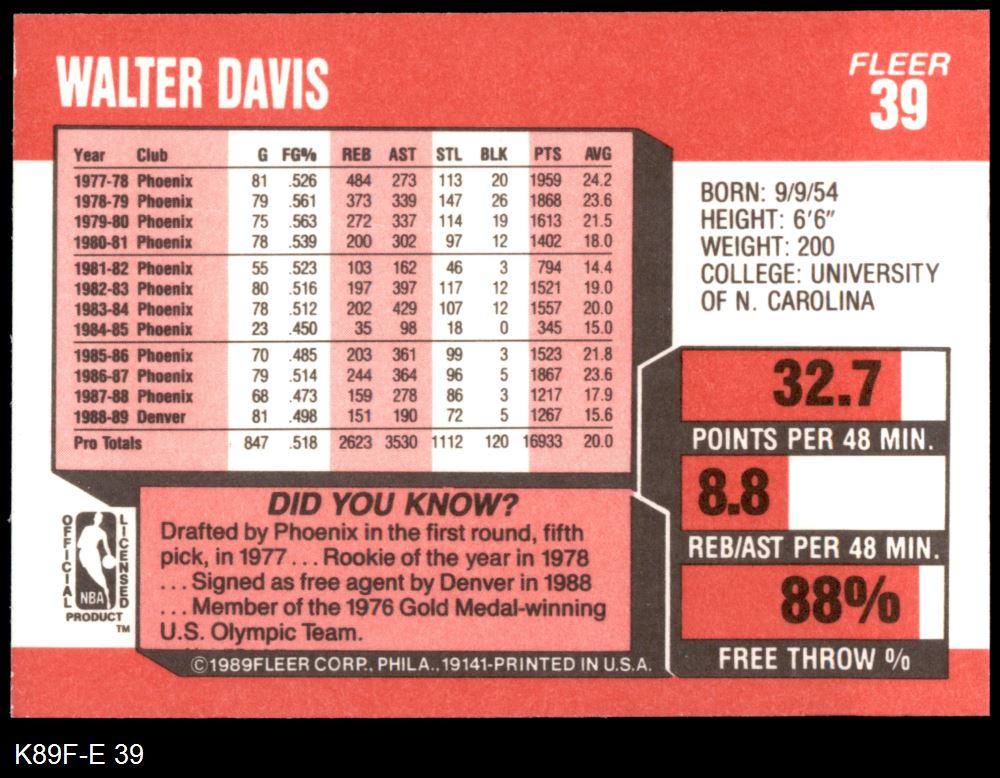 WALTER DAVIS
FLEER
39
Year Club G FG% REB AST STL BLK PTS AVG
1977-78 Phoenix 81 .526 484 273 113 20 1959 24.2
1978-79 Phoenix 79 .561 373 339 147 26 1868 23.6
1979-80 Phoenix 75 .563 272 337 114 19 1613 21.5
1980-81 Phoenix 78 .539 200 302 97 12 1402 18.0
1981-82 Phoenix 55 .523 103 162 46 3 794 14.4
1982-83 Phoenix 80 .516 197 397 117 12 1521 19.0
1983-84 Phoenix 78 .512 202 429 107 12 1557 20.0
1984-85 Phoenix 23 .450 35 98 18 0 345 15.0
1985-86 Phoenix 70 .485 203 361 99 3 1523 21.8
1986-87 Phoenix 79 .514 244 364 96 5 1867 23.6
1987-88 Phoenix 68 .473 159 278 86 3 1217 17.9
1988-89 Denver 81 .498 151 190 72 5 1267 15.6
Pro Totals 847 .518 2623 3530 1112 120 16933 20.0
BORN: 9/9/54
HEIGHT: 6'6"
WEIGHT: 200
COLLEGE: UNIVERSITY
OF N. CAROLINA
32.7
POINTS PER 48 MIN.
8.8
REB/AST PER 48 MIN.
88%
FREE THROW %
DID YOU KNOW?
Drafted by Phoenix in the first round, fifth
pick, in 1977 . . . Rookie of the year in 1978
. . . Signed as free agent by Denver in 1988
. . . Member of the 1976 Gold Medal-winning
U.S. Olympic Team.
OFFICIAL
LICENSED
NBA
PRODUCT
TM
©1989FLEER CORP., PHILA., 19141-PRINTED IN U.S.A.
K89F-E 39